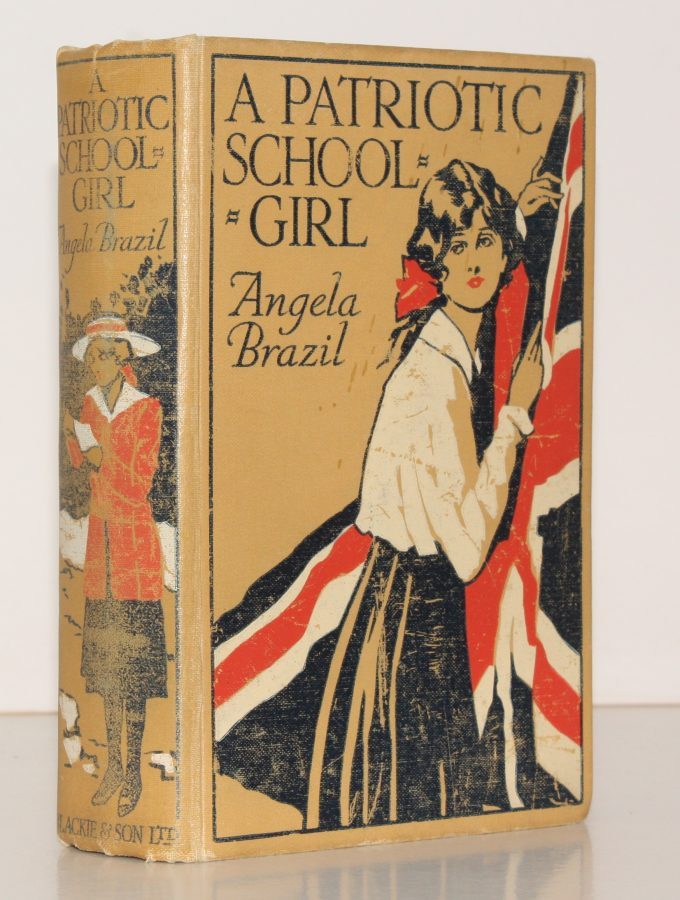 A
PATRIOTIC
SCHOOL=
GIRL
Angela Brazil
BLACKIE & SON LTD
A PATRIOTIC
SCHOOL=
=GIRL
Angela
Brazil